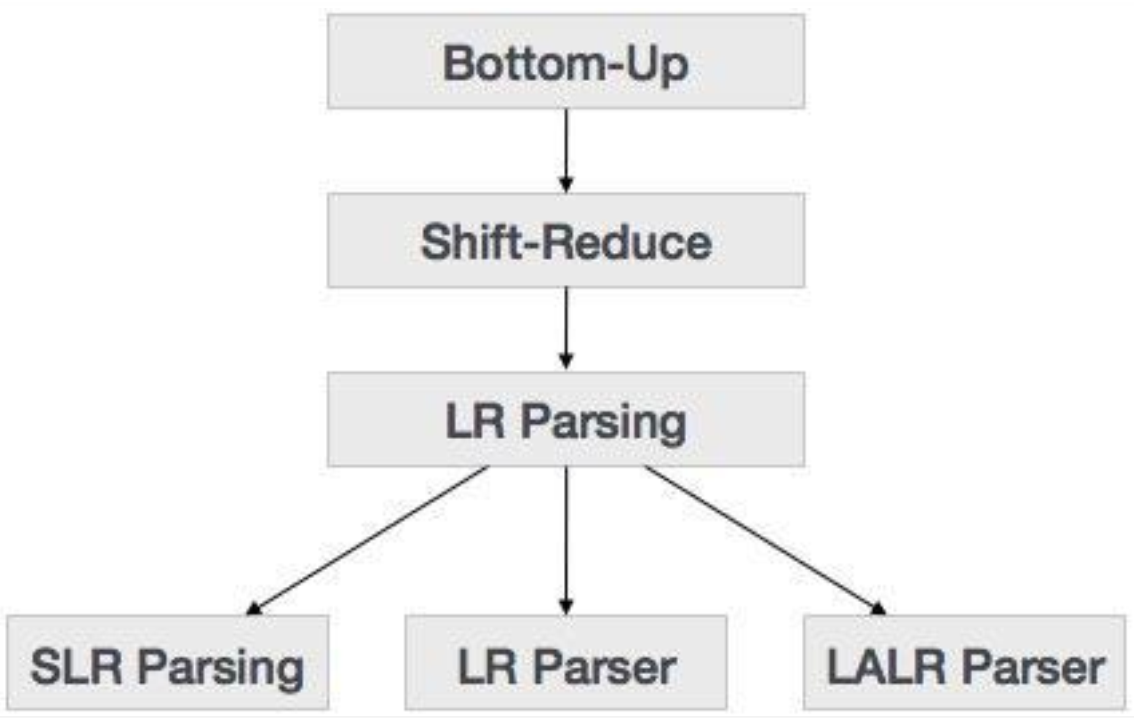 Bottom-Up
Shift-Reduce
LR Parsing
SLR Parsing
LR Parser
LALR Parser